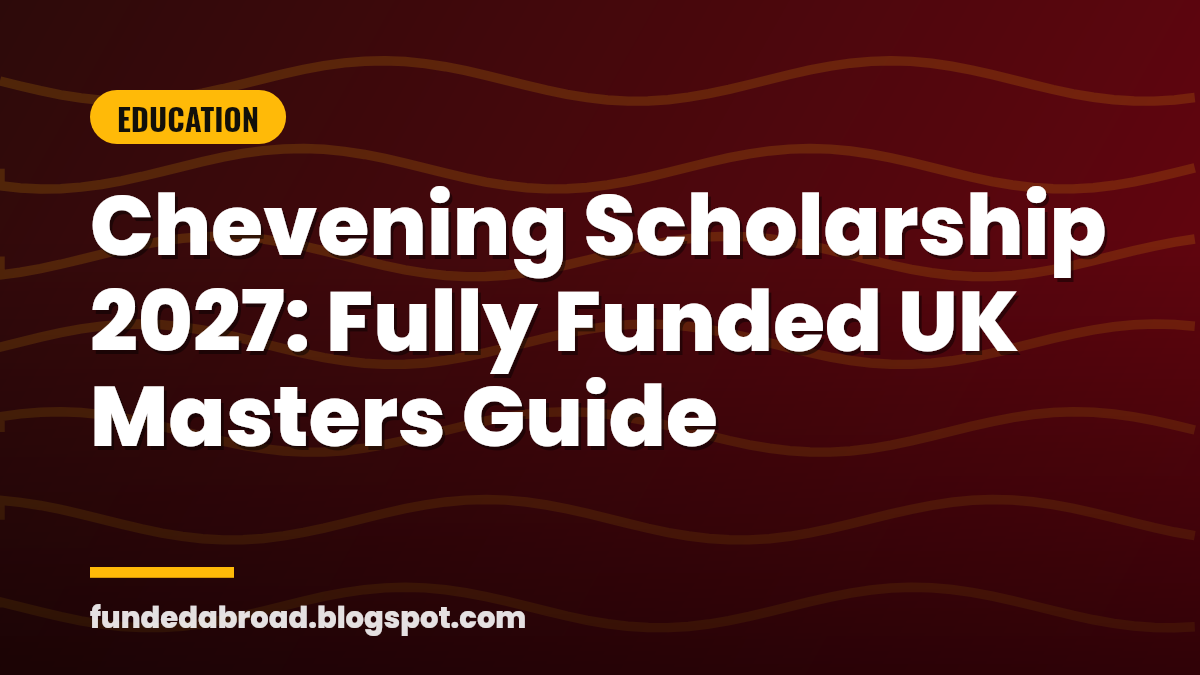 EDUCATION
Chevening Scholarship
2027: Fully Funded UK
Masters Guide
fundedabroad.blogspot.com